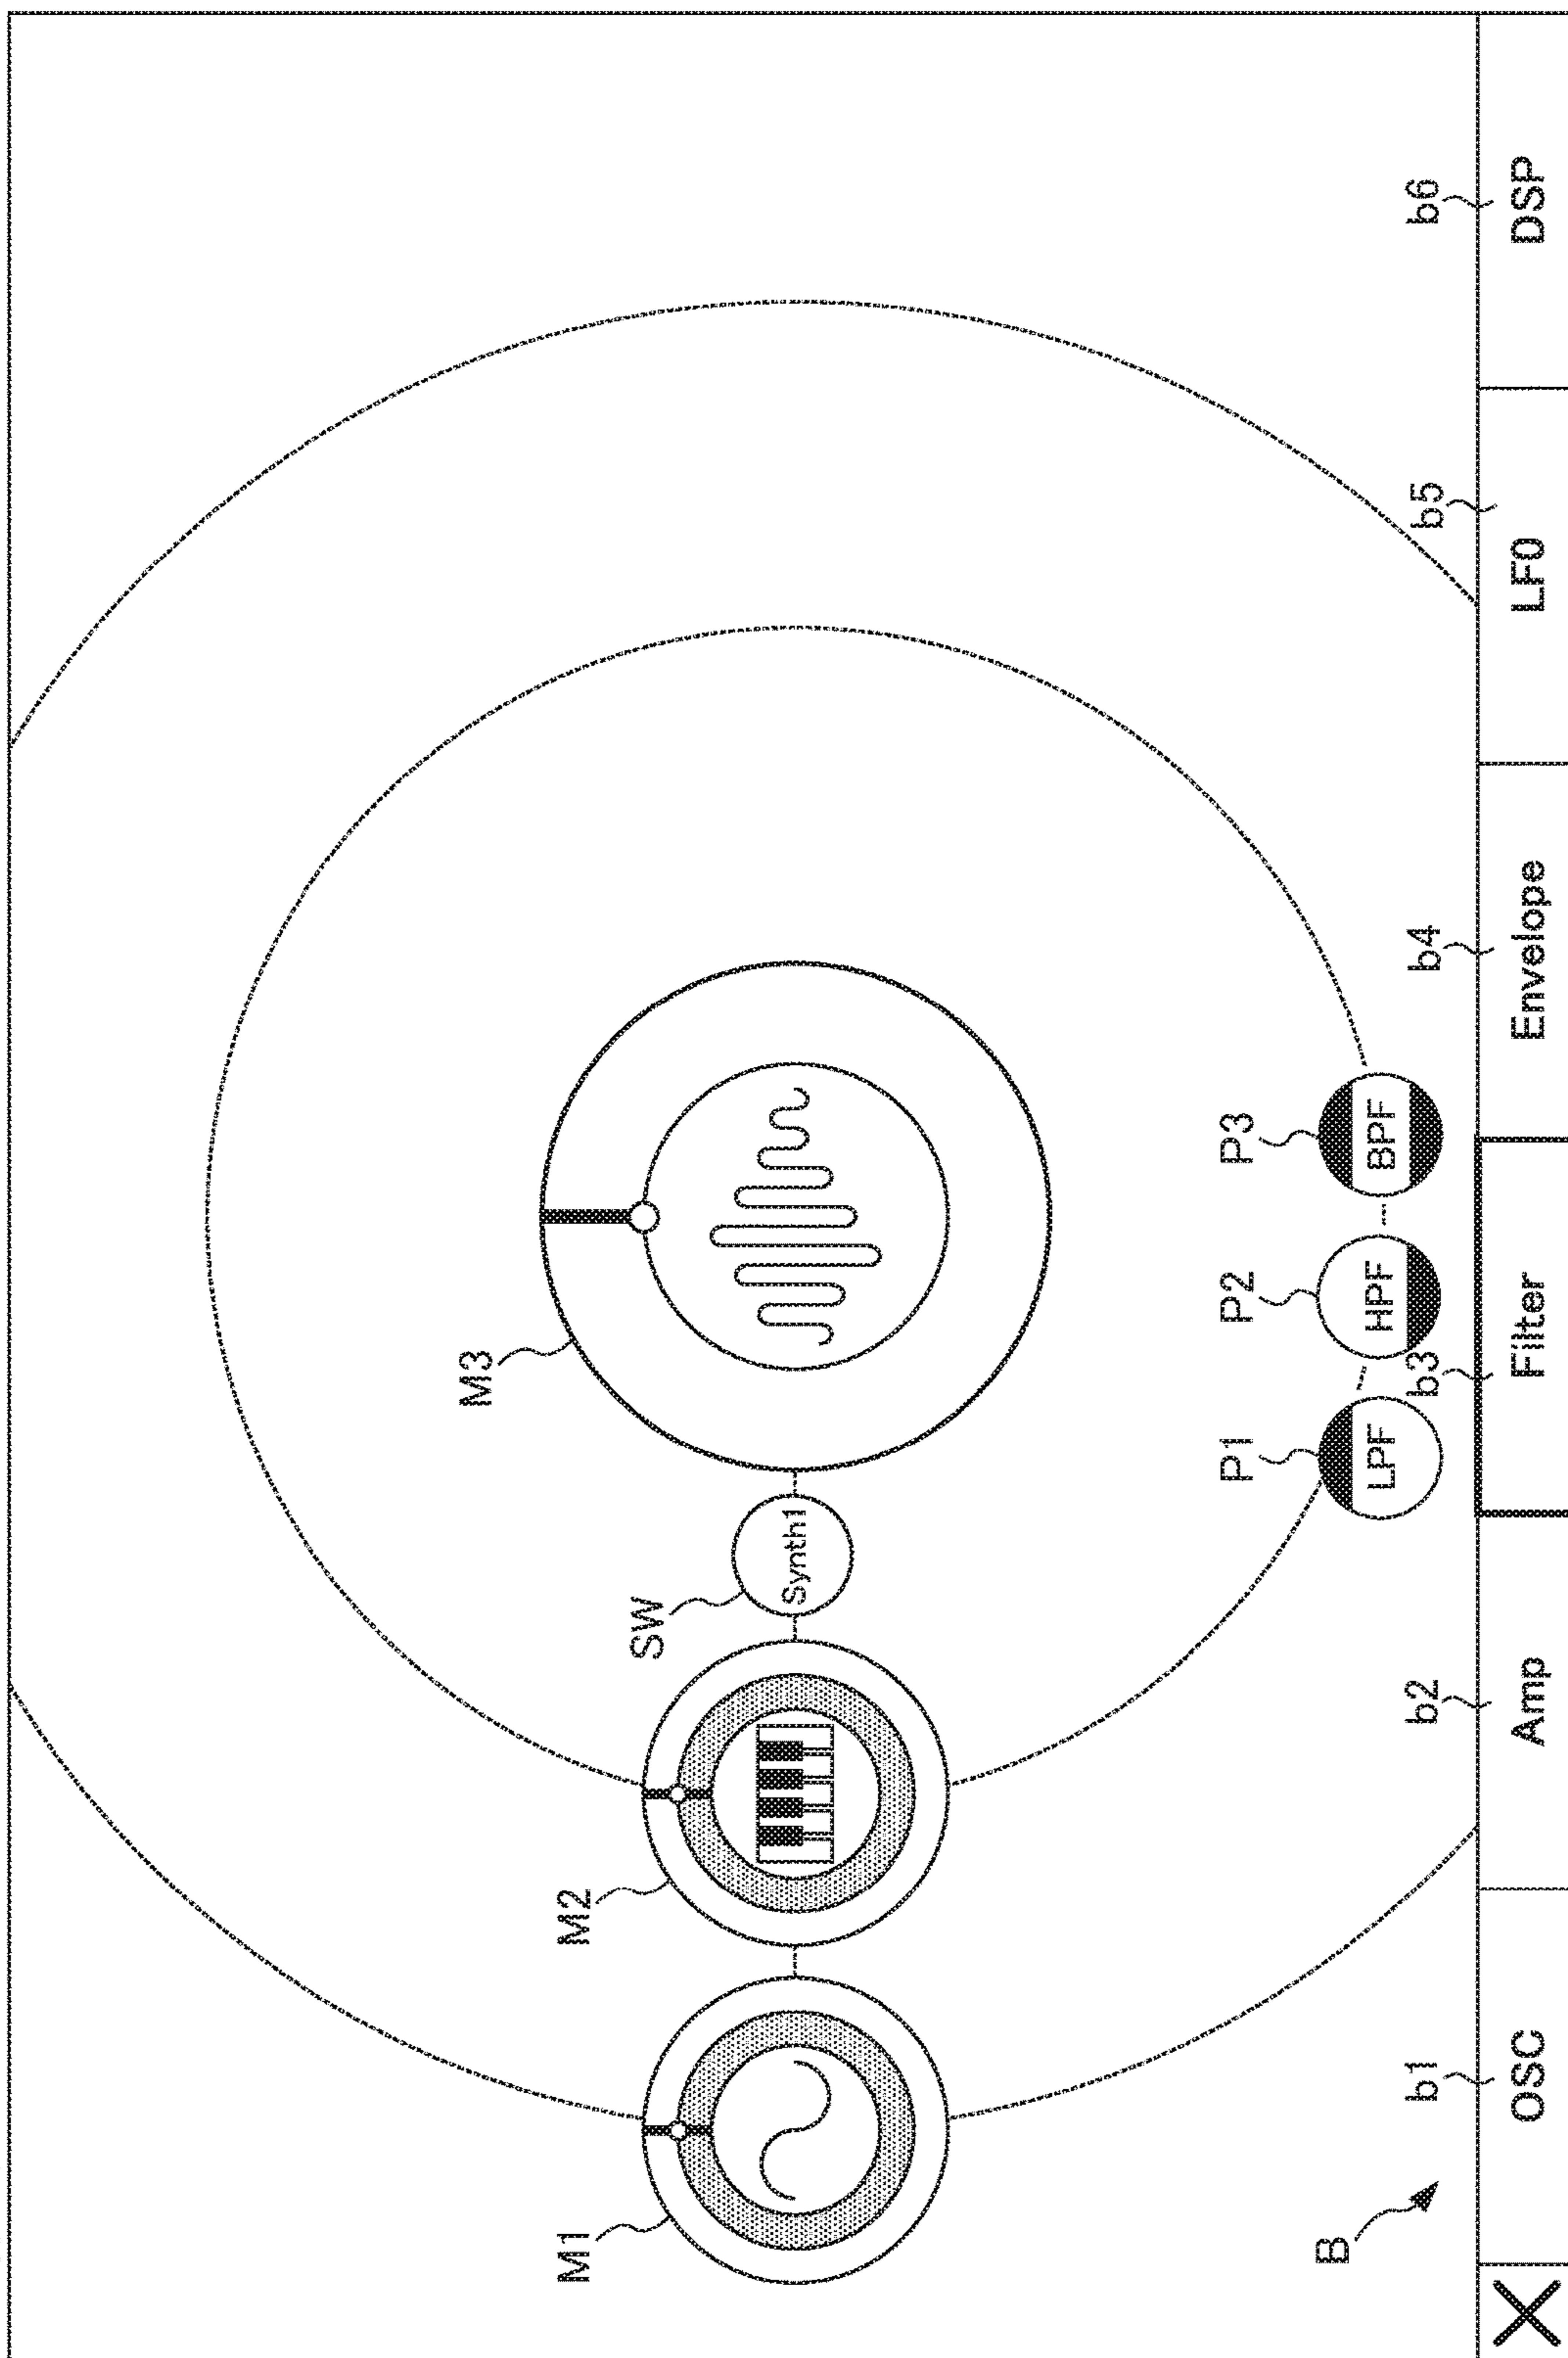 M1
M2
SW
Synth1
M3
P1
LPF
P2
HPF
P3
BPF
B
b1
b2
b3
b4
b5
b6
X
OSC
Amp
Filter
Envelope
LFO
DSP